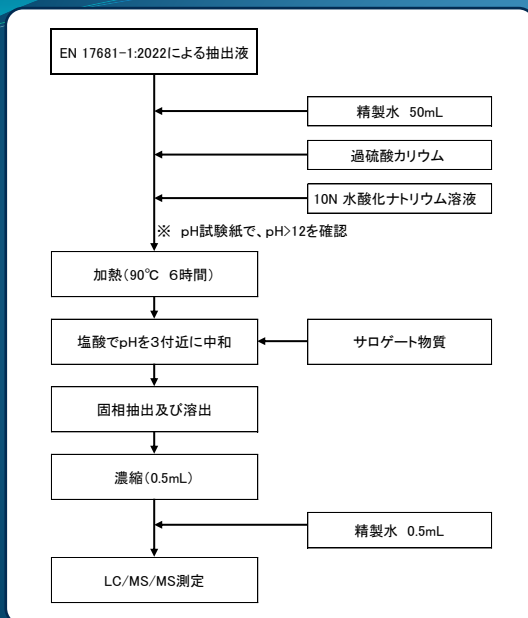 EN 17681-1:2022による抽出液
精製水 50mL
過硫酸カリウム
10N 水酸化ナトリウム溶液
※ pH試験紙で、pH>12を確認
加熱(90℃ 6時間)
塩酸でpHを3付近に中和
サロゲート物質
固相抽出及び溶出
濃縮(0.5mL)
精製水 0.5mL
LC/MS/MS測定